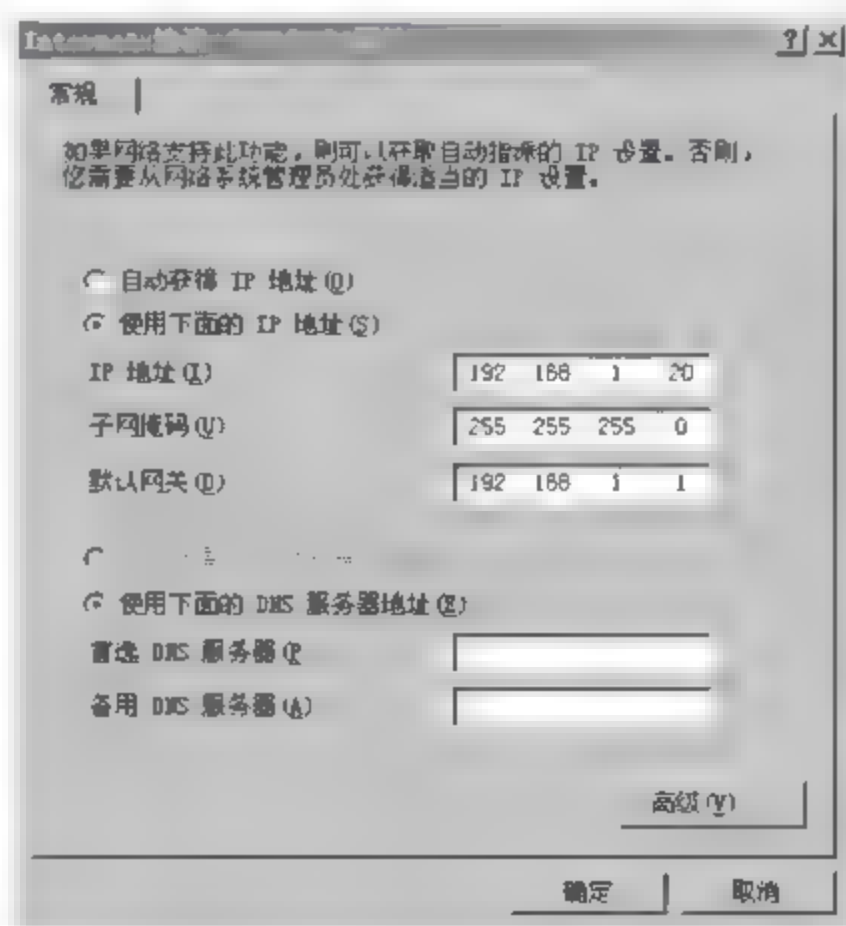 常规
如果网络支持此功能，则可以获取自动指派的 IP 设置。否则，
您需要从网络系统管理员处获得适当的 IP 设置。
自动获得 IP 地址(O)
使用下面的 IP 地址(S)
IP 地址(I)
192 168 1 20
子网掩码(U)
255 255 255 0
默认网关(D)
192 168 1 1
使用下面的 DNS 服务器地址(E)
首选 DNS 服务器(P
备用 DNS 服务器(A)
高级(V)
确定
取消